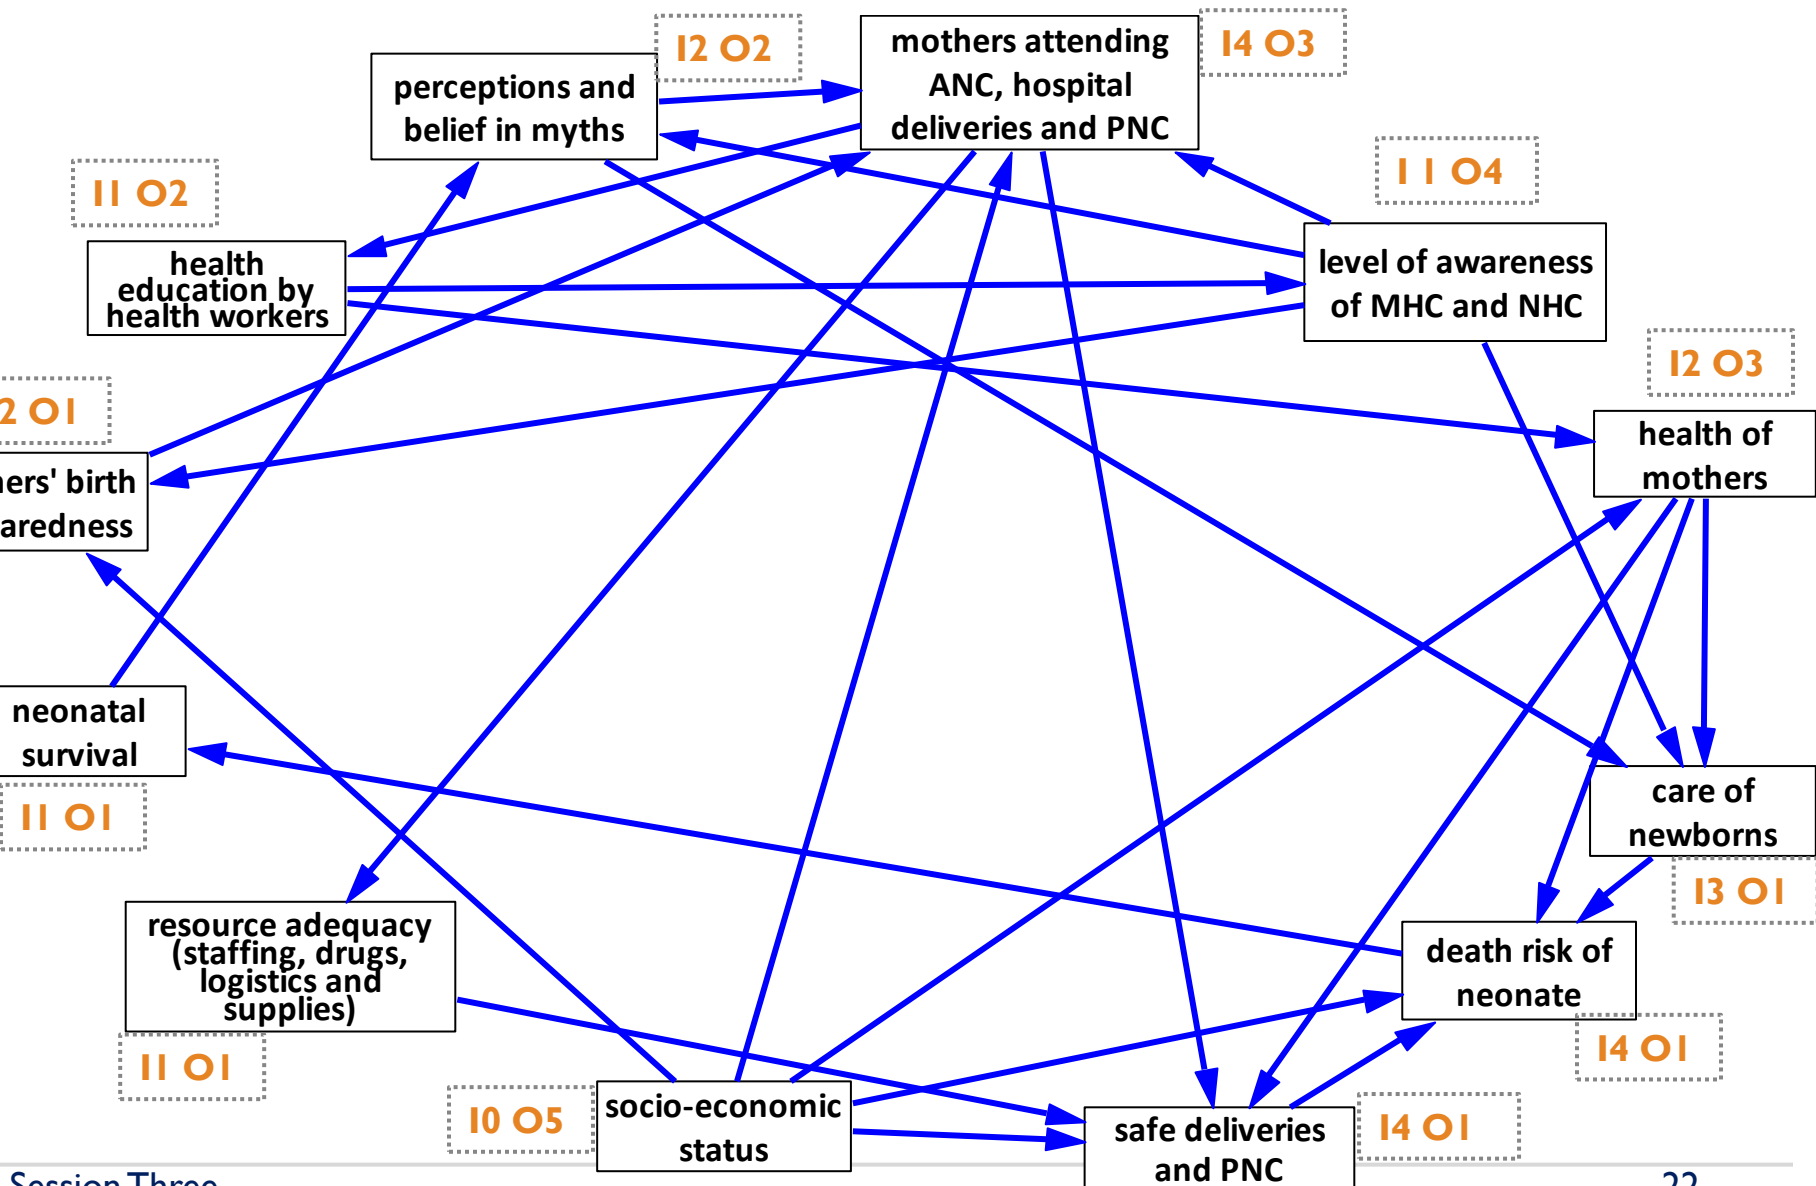 I2 O2
mothers attending
ANC, hospital
deliveries and PNC
I4 O3
perceptions and
belief in myths
I1 O2
I 1 O4
health
education by
health workers
level of awareness
of MHC and NHC
I2 O3
2 O1
health of
mothers
ers' birth
aredness
neonatal
survival
I1 O1
care of
newborns
I3 O1
resource adequacy
(staffing, drugs,
logistics and
supplies)
death risk of
neonate
I1 O1
I4 O1
I0 O5
socio-economic
status
safe deliveries
and PNC
I4 O1
Session Three
22